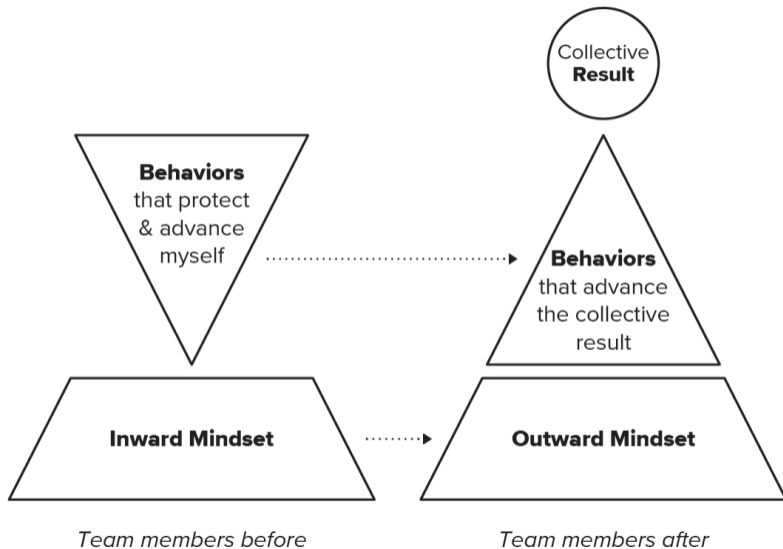 Collective
Result
Behaviors
that protect
& advance
myself
Behaviors
that advance
the collective
result
Inward Mindset
Outward Mindset
Team members before
Team members after